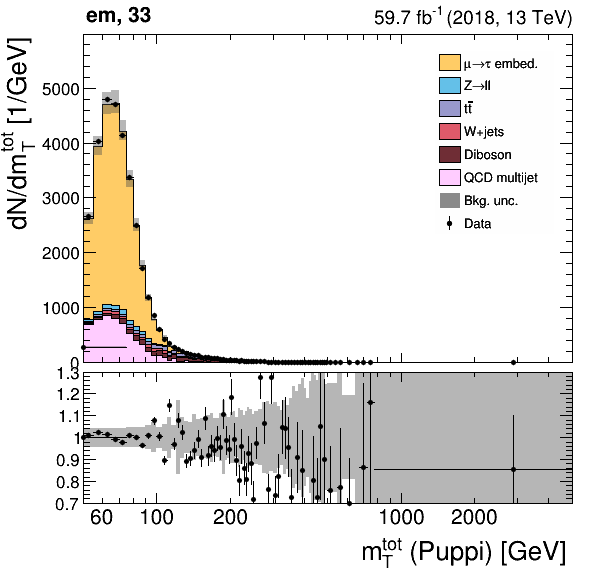 em, 33
59.7 fb⁻¹ (2018, 13 TeV)
dN/dm_T^tot [1/GeV]
5000
4000
3000
2000
1000
0
μ→τ embed.
Z→ll
tt̄
W+jets
Diboson
QCD multijet
Bkg. unc.
Data
1.3
1.2
1.1
1.0
0.9
0.8
0.7
60 100 200 1000 2000
m_T^tot (Puppi) [GeV]